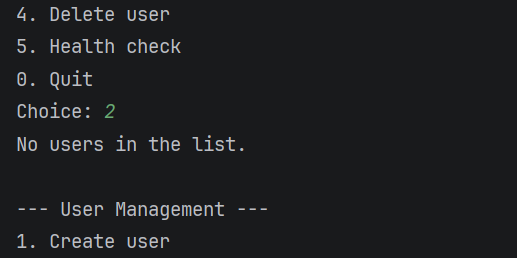 4. Delete user
5. Health check
0. Quit
Choice: 2
No users in the list.
--- User Management ---
1. Create user